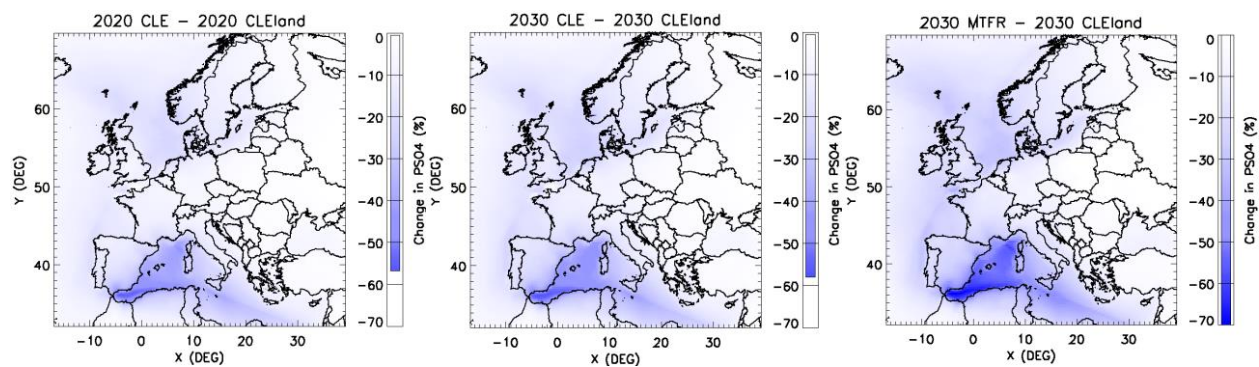 2020 CLE – 2020 CLEland
0
−10
−20
−30
−40
−50
−60
−70
Change in PSO4 (%)
Y (DEG)
60
50
40
−10 0 10 20 30
X (DEG)
2030 CLE – 2030 CLEland
0
−10
−20
−30
−40
−50
−60
−70
Change in PSO4 (%)
Y (DEG)
60
50
40
−10 0 10 20 30
X (DEG)
2030 MTFR – 2030 CLEland
0
−10
−20
−30
−40
−50
−60
−70
Change in PSO4 (%)
Y (DEG)
60
50
40
−10 0 10 20 30
X (DEG)